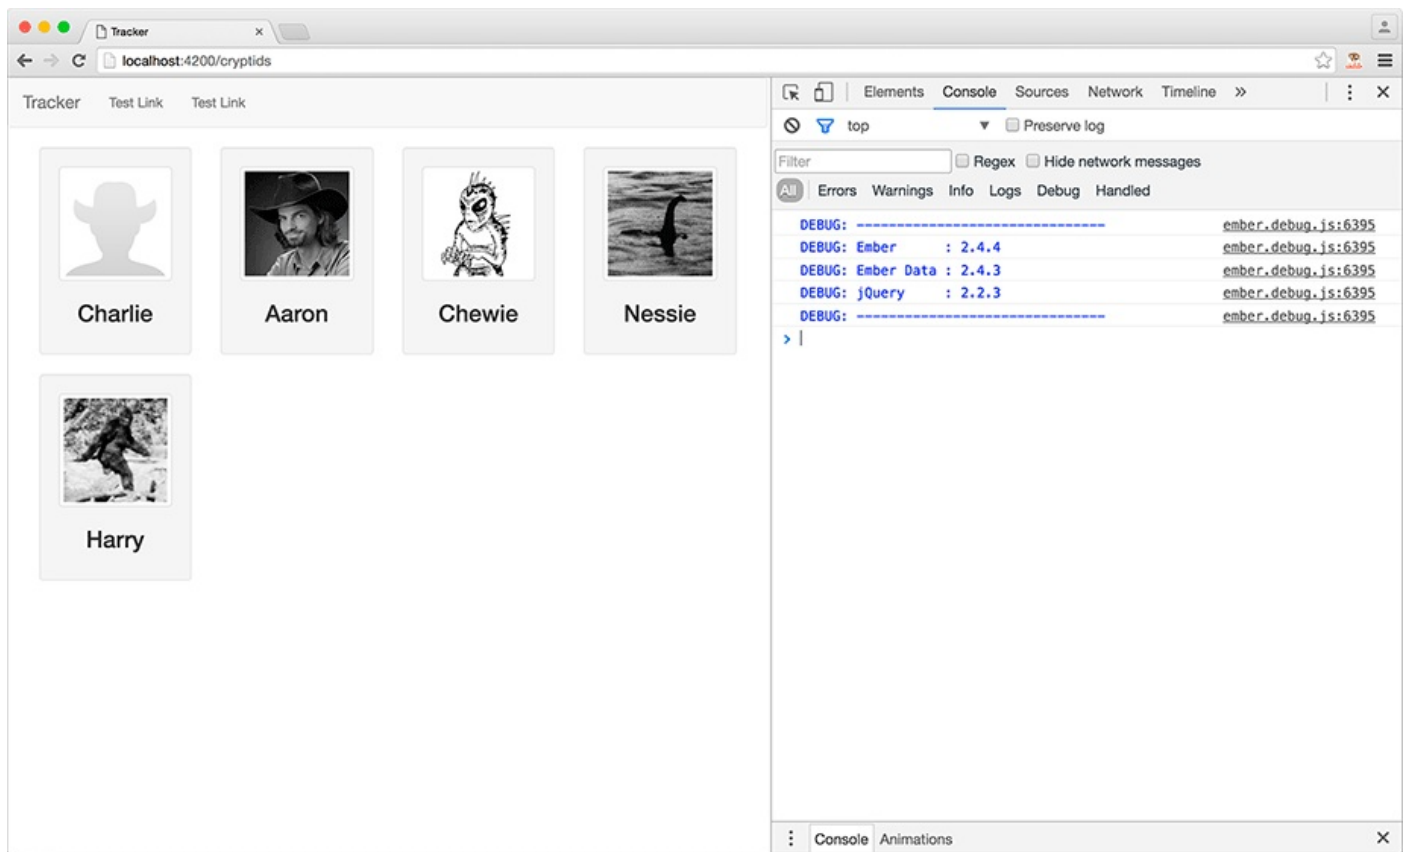 Tracker
localhost:4200/cryptids
Tracker Test Link Test Link
Charlie Aaron Chewie Nessie
Harry
Elements Console Sources Network Timeline »
top ▼ Preserve log
Filter Regex Hide network messages
All Errors Warnings Info Logs Debug Handled
DEBUG: ------------------------------- ember.debug.js:6395
DEBUG: Ember : 2.4.4 ember.debug.js:6395
DEBUG: Ember Data : 2.4.3 ember.debug.js:6395
DEBUG: jQuery : 2.2.3 ember.debug.js:6395
DEBUG: ------------------------------- ember.debug.js:6395
>
Console Animations